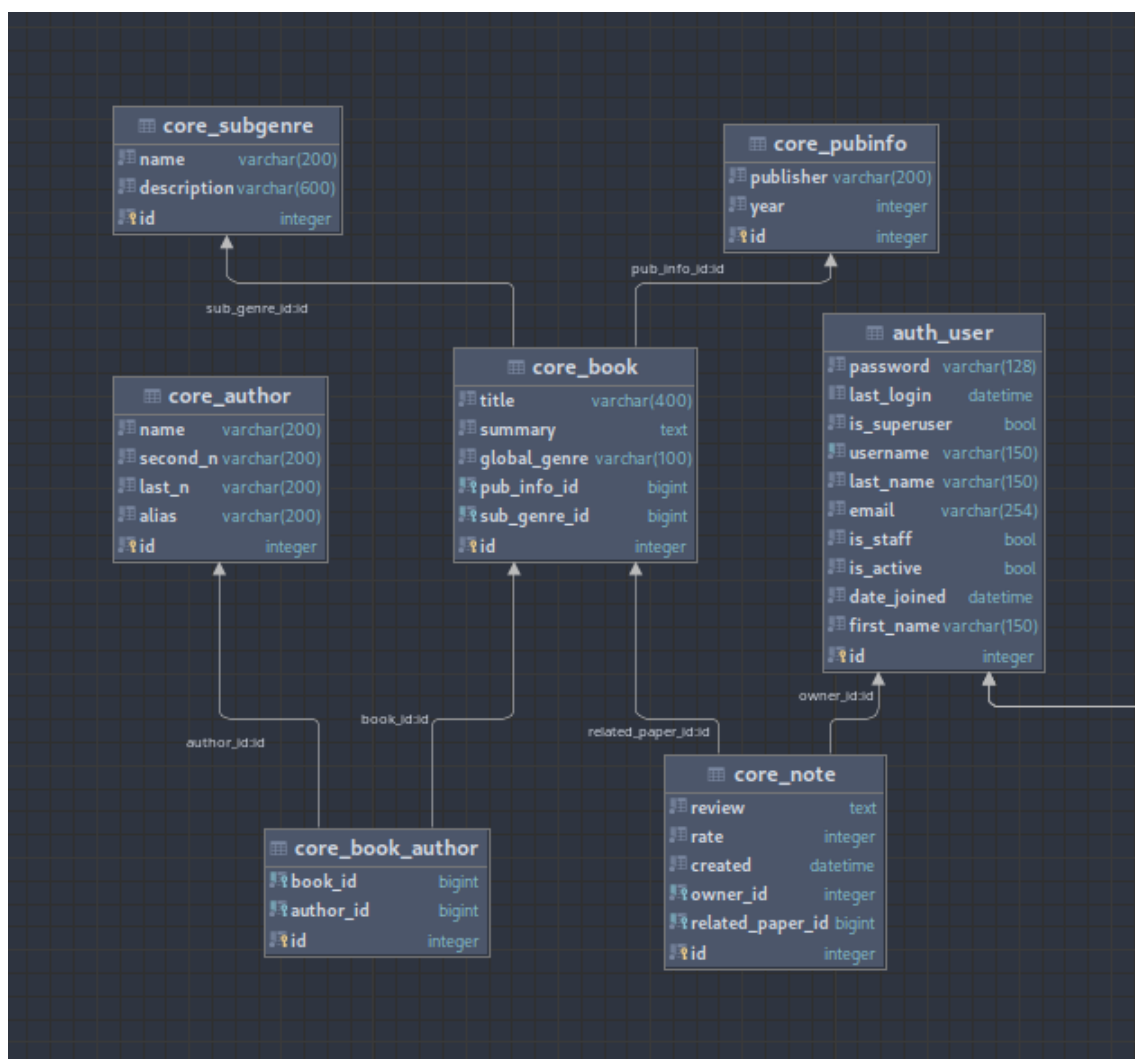 core_subgenre
name varchar(200)
description varchar(600)
id integer
core_pubinfo
publisher varchar(200)
year integer
id integer
pub_info_id:id
sub_genre_id:id
auth_user
password varchar(128)
last_login datetime
is_superuser bool
username varchar(150)
last_name varchar(150)
email varchar(254)
is_staff bool
is_active bool
date_joined datetime
first_name varchar(150)
id integer
core_book
title varchar(400)
summary text
global_genre varchar(100)
pub_info_id bigint
sub_genre_id bigint
id integer
core_author
name varchar(200)
second_n varchar(200)
last_n varchar(200)
alias varchar(200)
id integer
owner_id:id
book_id:id
related_paper_id:id
author_id:id
core_note
review text
rate integer
created datetime
owner_id integer
related_paper_id bigint
id integer
core_book_author
book_id bigint
author_id bigint
id integer